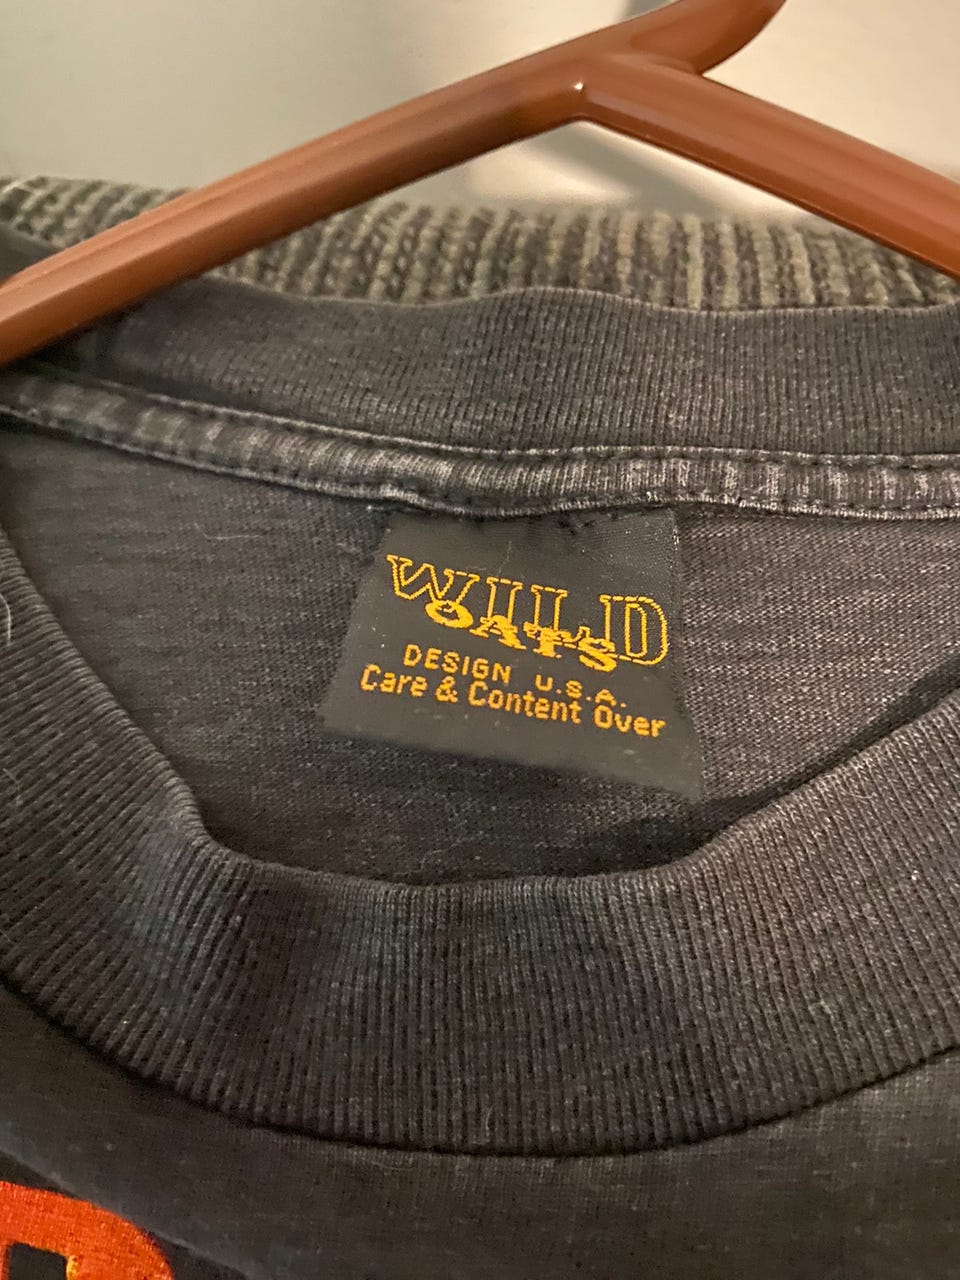 WILD
OATS
DESIGN U.S.A.
Care & Content Over